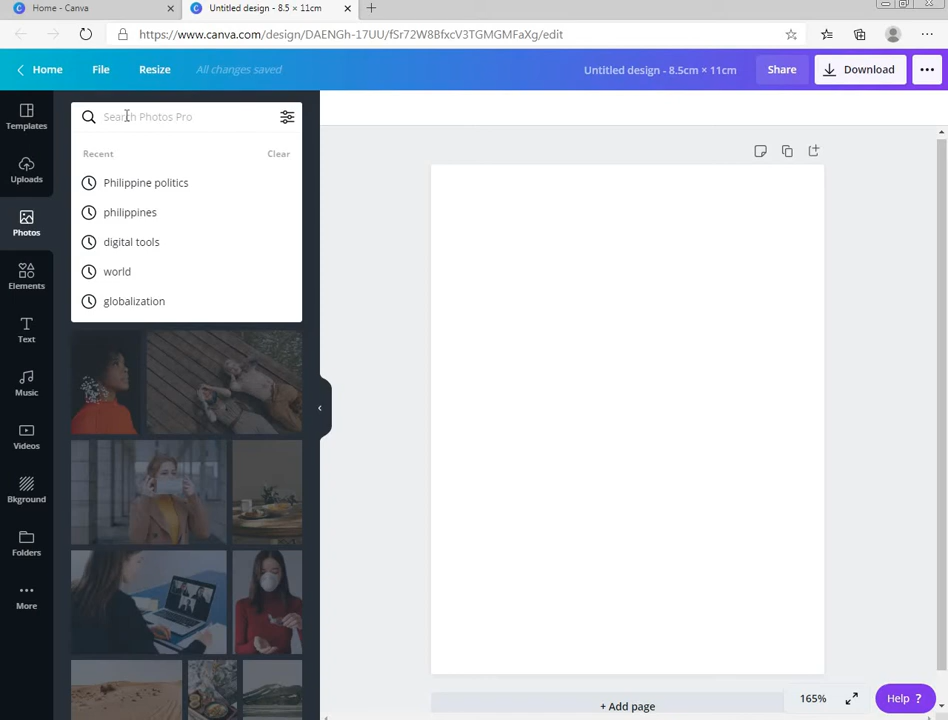 Home - Canva
Untitled design - 8.5 × 11cm
https://www.canva.com/design/DAENGh-17UU/fSr72W8BfxcV3TGMGMFaXg/edit
Home
File
Resize
All changes saved
Untitled design - 8.5cm × 11cm
Share
Download
Templates
Uploads
Photos
Elements
Text
Music
Videos
Bkground
Folders
More
Search Photos Pro
Recent
Clear
Philippine politics
philippines
digital tools
world
globalization
+ Add page
165%
Help ?